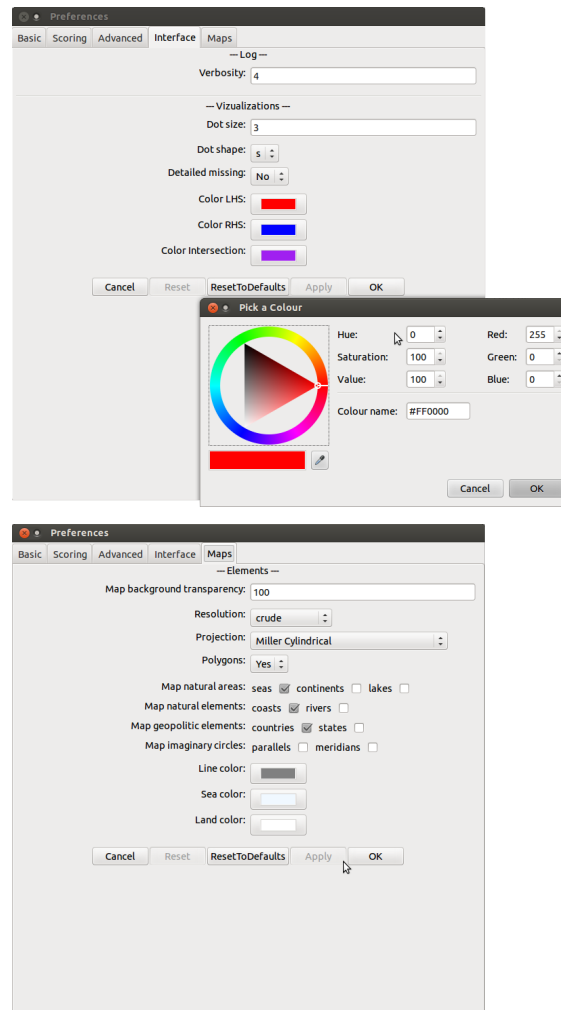 Preferences
Basic Scoring Advanced Interface Maps
--- Log ---
Verbosity: 4
--- Vizualizations ---
Dot size: 3
Dot shape: s
Detailed missing: No
Color LHS:
Color RHS:
Color Intersection:
Cancel Reset ResetToDefaults Apply OK
Pick a Colour
Hue: 0 Red: 255
Saturation: 100 Green: 0
Value: 100 Blue: 0
Colour name: #FF0000
Cancel OK
Preferences
Basic Scoring Advanced Interface Maps
--- Elements ---
Map background transparency: 100
Resolution: crude
Projection: Miller Cylindrical
Polygons: Yes
Map natural areas: seas continents lakes
Map natural elements: coasts rivers
Map geopolitic elements: countries states
Map imaginary circles: parallels meridians
Line color:
Sea color:
Land color:
Cancel Reset ResetToDefaults Apply OK